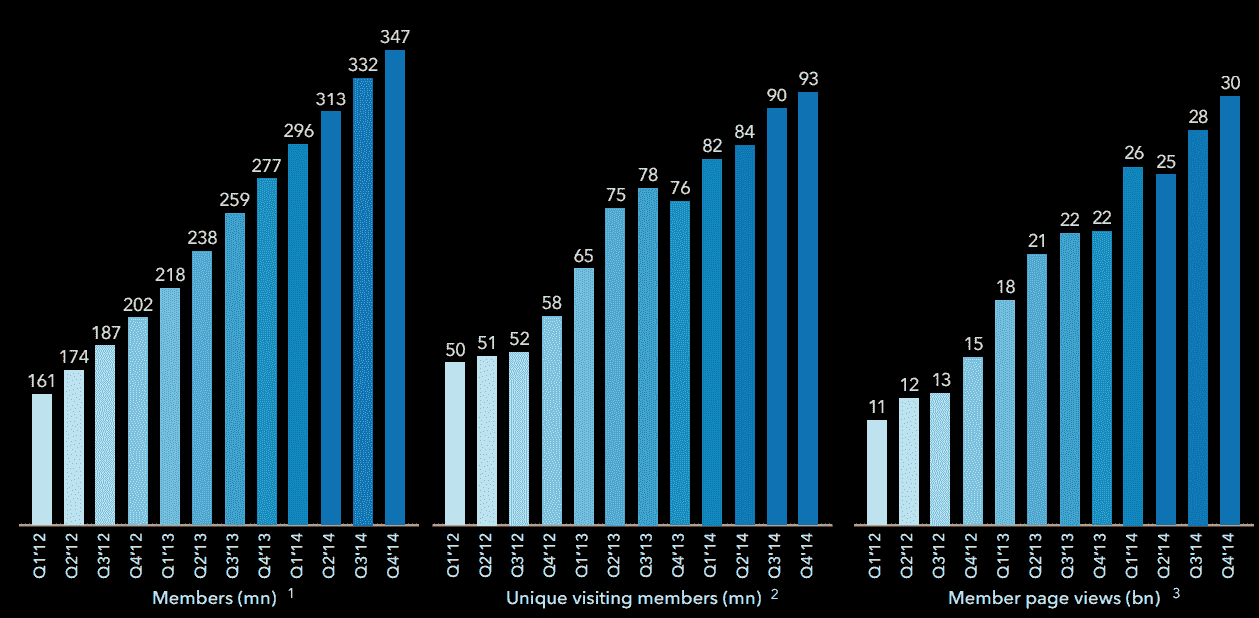 161 174 187 202 218 238 259 277 296 313 332 347
Q1'12 Q2'12 Q3'12 Q4'12 Q1'13 Q2'13 Q3'13 Q4'13 Q1'14 Q2'14 Q3'14 Q4'14
Members (mn) 1
50 51 52 58 65 75 78 76 82 84 90 93
Q1'12 Q2'12 Q3'12 Q4'12 Q1'13 Q2'13 Q3'13 Q4'13 Q1'14 Q2'14 Q3'14 Q4'14
Unique visiting members (mn) 2
11 12 13 15 18 21 22 22 26 25 28 30
Q1'12 Q2'12 Q3'12 Q4'12 Q1'13 Q2'13 Q3'13 Q4'13 Q1'14 Q2'14 Q3'14 Q4'14
Member page views (bn) 3